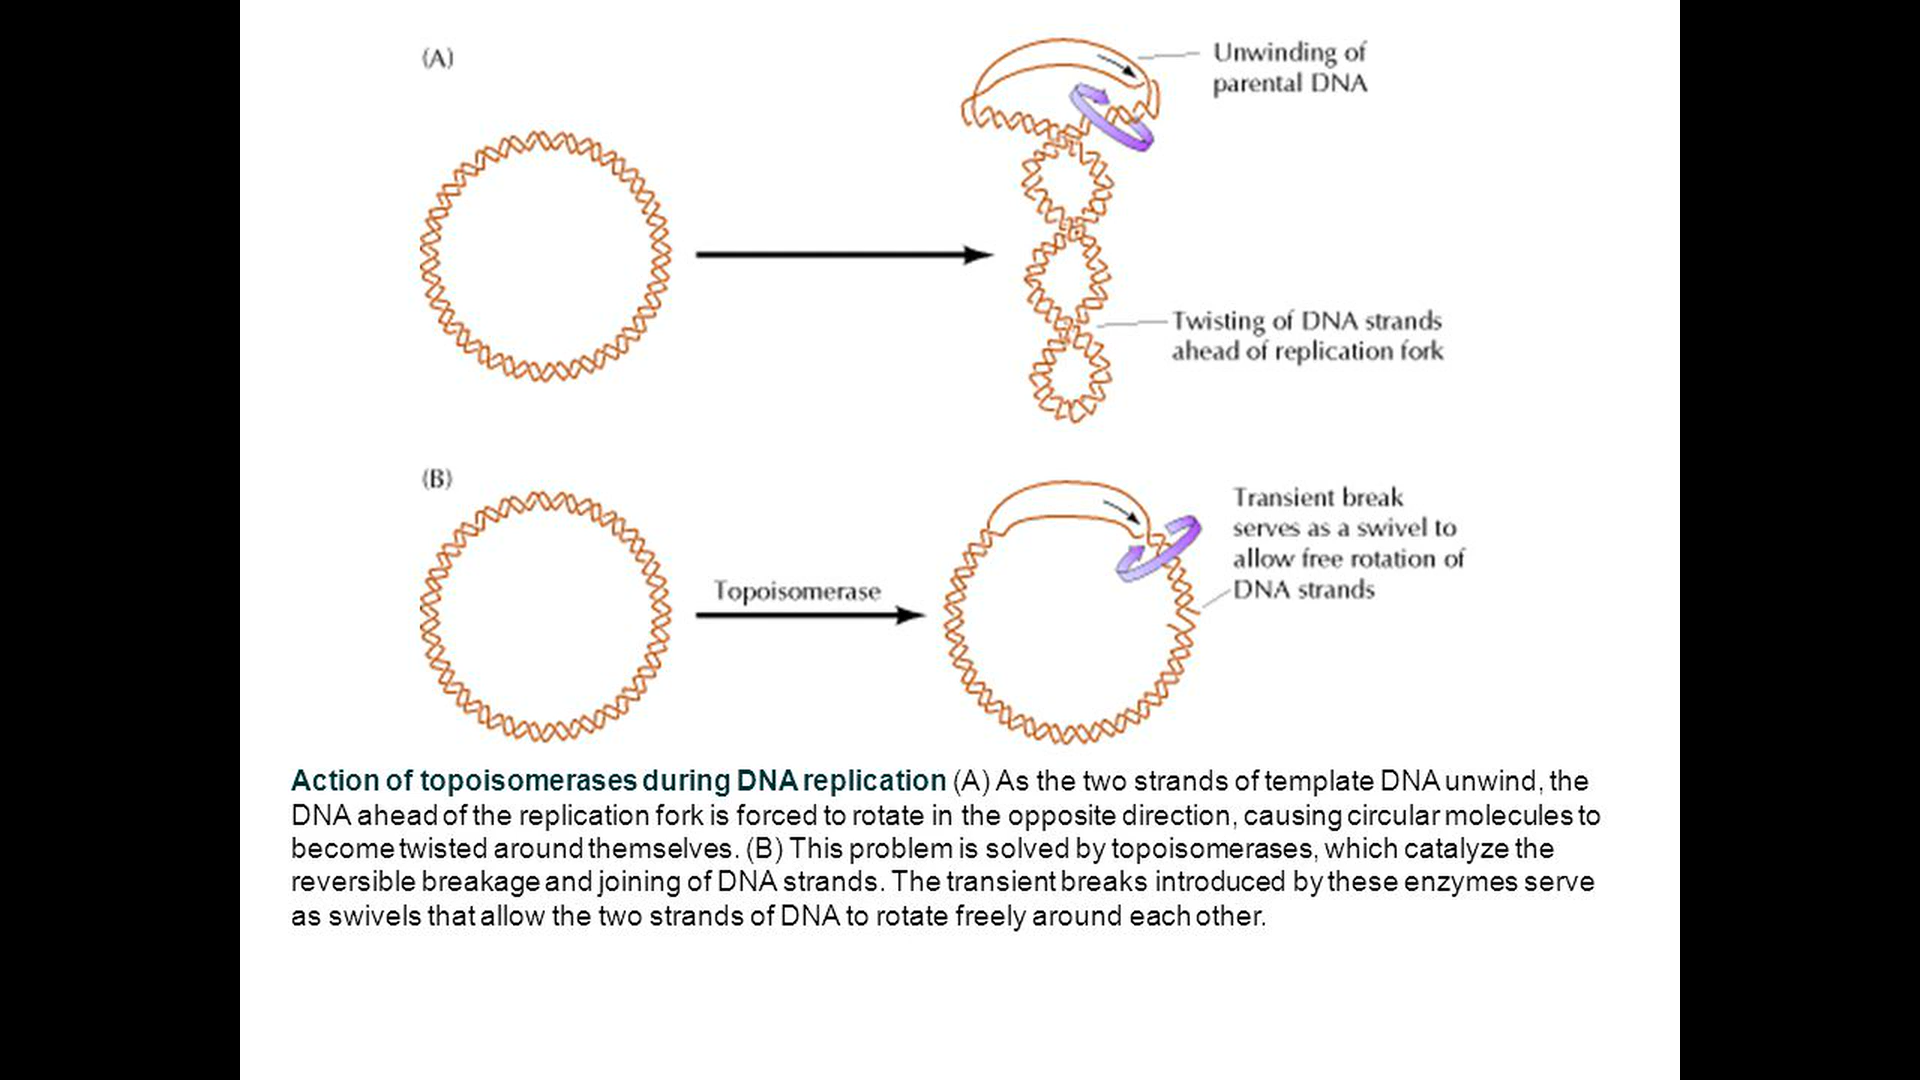 (A)
Unwinding of
parental DNA
Twisting of DNA strands
ahead of replication fork
(B)
Topoisomerase
Transient break
serves as a swivel to
allow free rotation of
DNA strands
Action of topoisomerases during DNA replication (A) As the two strands of template DNA unwind, the
DNA ahead of the replication fork is forced to rotate in the opposite direction, causing circular molecules to
become twisted around themselves. (B) This problem is solved by topoisomerases, which catalyze the
reversible breakage and joining of DNA strands. The transient breaks introduced by these enzymes serve
as swivels that allow the two strands of DNA to rotate freely around each other.